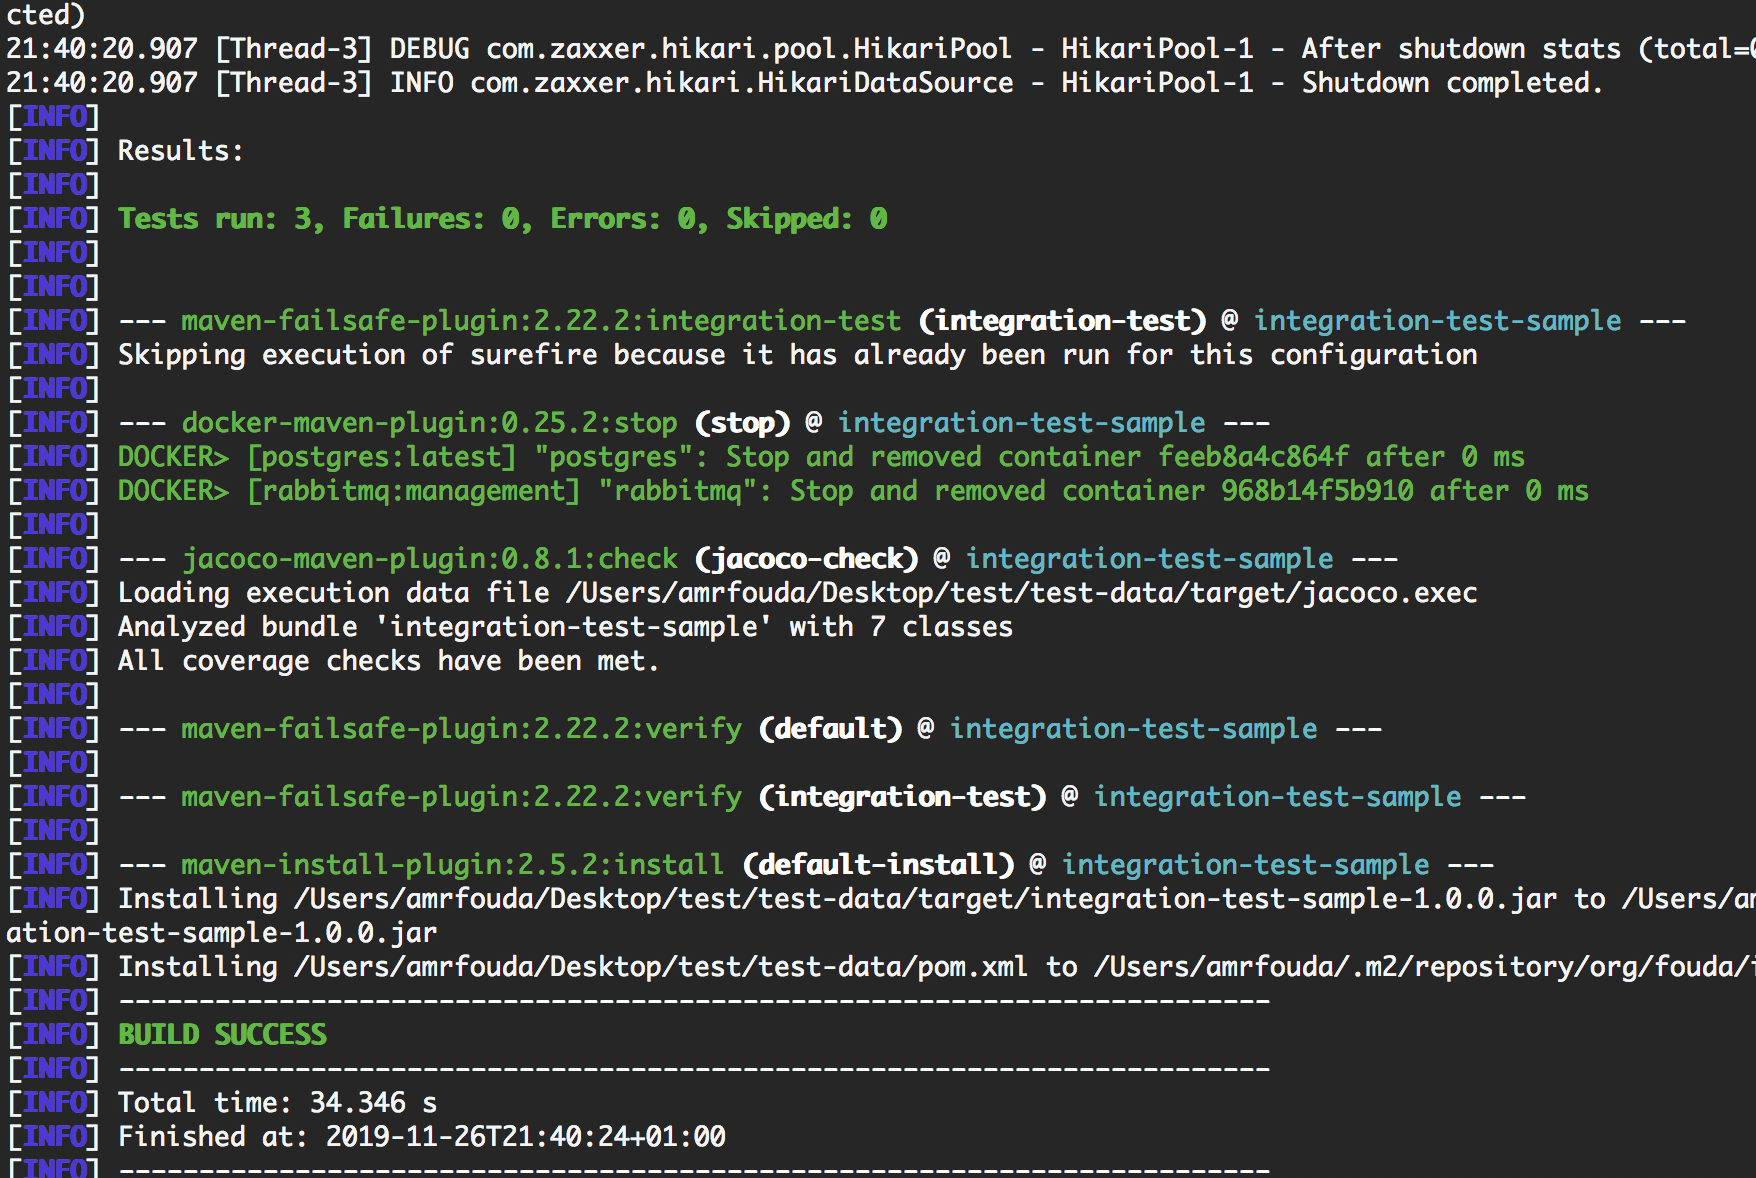 cted)
21:40:20.907 [Thread-3] DEBUG com.zaxxer.hikari.pool.HikariPool - HikariPool-1 - After shutdown stats (total=0
21:40:20.907 [Thread-3] INFO com.zaxxer.hikari.HikariDataSource - HikariPool-1 - Shutdown completed.
[INFO]
[INFO] Results:
[INFO]
[INFO] Tests run: 3, Failures: 0, Errors: 0, Skipped: 0
[INFO]
[INFO]
[INFO] --- maven-failsafe-plugin:2.22.2:integration-test (integration-test) @ integration-test-sample ---
[INFO] Skipping execution of surefire because it has already been run for this configuration
[INFO]
[INFO] --- docker-maven-plugin:0.25.2:stop (stop) @ integration-test-sample ---
[INFO] DOCKER> [postgres:latest] "postgres": Stop and removed container feeb8a4c864f after 0 ms
[INFO] DOCKER> [rabbitmq:management] "rabbitmq": Stop and removed container 968b14f5b910 after 0 ms
[INFO]
[INFO] --- jacoco-maven-plugin:0.8.1:check (jacoco-check) @ integration-test-sample ---
[INFO] Loading execution data file /Users/amrfouda/Desktop/test/test-data/target/jacoco.exec
[INFO] Analyzed bundle 'integration-test-sample' with 7 classes
[INFO] All coverage checks have been met.
[INFO]
[INFO] --- maven-failsafe-plugin:2.22.2:verify (default) @ integration-test-sample ---
[INFO]
[INFO] --- maven-failsafe-plugin:2.22.2:verify (integration-test) @ integration-test-sample ---
[INFO]
[INFO] --- maven-install-plugin:2.5.2:install (default-install) @ integration-test-sample ---
[INFO] Installing /Users/amrfouda/Desktop/test/test-data/target/integration-test-sample-1.0.0.jar to /Users/am
ation-test-sample-1.0.0.jar
[INFO] Installing /Users/amrfouda/Desktop/test/test-data/pom.xml to /Users/amrfouda/.m2/repository/org/fouda/i
[INFO] ------------------------------------------------------------------------
[INFO] BUILD SUCCESS
[INFO] ------------------------------------------------------------------------
[INFO] Total time: 34.346 s
[INFO] Finished at: 2019-11-26T21:40:24+01:00
[INFO] ------------------------------------------------------------------------